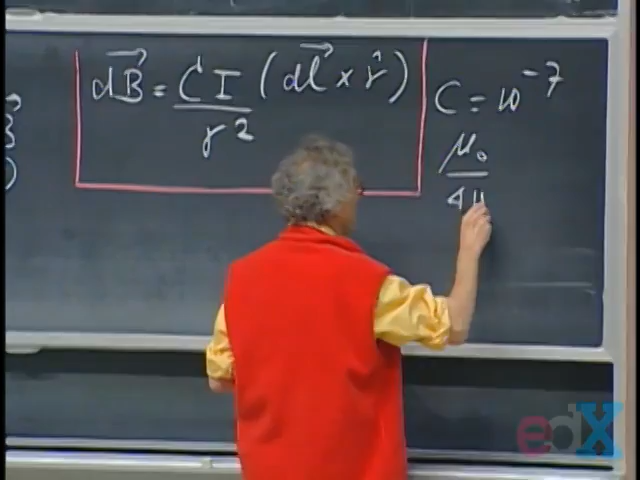 dB⃗ = C I (dl⃗ x r̂) C = 10⁻⁷
r²
μ₀
4π
edX